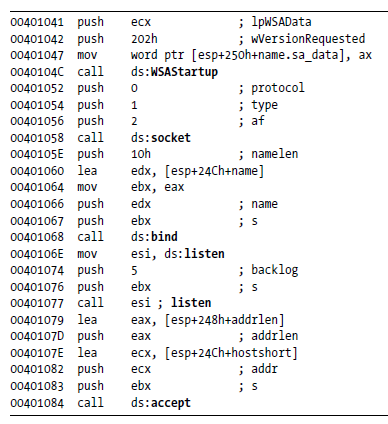 00401041 push ecx ; lpWSAData
00401042 push 202h ; wVersionRequested
00401047 mov word ptr [esp+250h+name.sa_data], ax
0040104C call ds:WSAStartup
00401052 push 0 ; protocol
00401054 push 1 ; type
00401056 push 2 ; af
00401058 call ds:socket
0040105E push 10h ; namelen
00401060 lea edx, [esp+24Ch+name]
00401064 mov ebx, eax
00401066 push edx ; name
00401067 push ebx ; s
00401068 call ds:bind
0040106E mov esi, ds:listen
00401074 push 5 ; backlog
00401076 push ebx ; s
00401077 call esi ; listen
00401079 lea eax, [esp+248h+addrlen]
0040107D push eax ; addrlen
0040107E lea ecx, [esp+24Ch+hostshort]
00401082 push ecx ; addr
00401083 push ebx ; s
00401084 call ds:accept